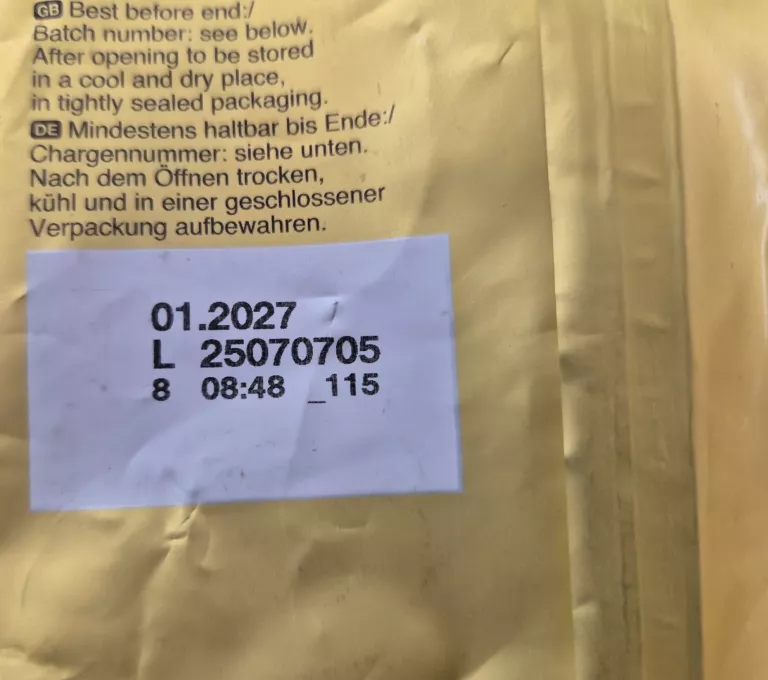 GB Best before end:/
Batch number: see below.
After opening to be stored
in a cool and dry place,
in tightly sealed packaging.
DE Mindestens haltbar bis Ende:/
Chargennummer: siehe unten.
Nach dem Öffnen trocken,
kühl und in einer geschlossener
Verpackung aufbewahren.
01.2027
L 25070705
8 08:48 _115